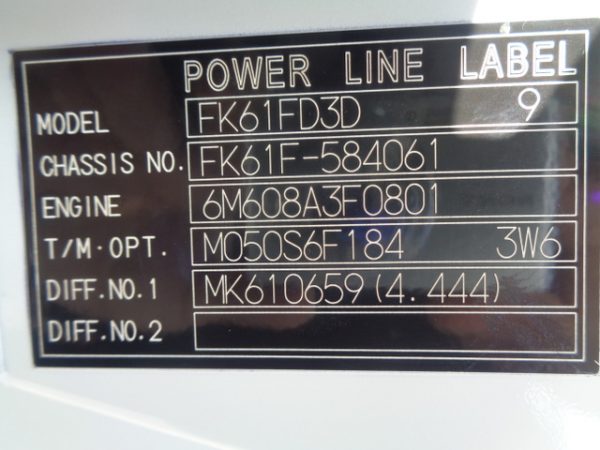 POWER LINE LABEL
MODEL FK61FD3D 9
CHASSIS NO. FK61F-584061
ENGINE 6M608A3F0801
T/M·OPT. M050S6F184 3W6
DIFF.NO.1 MK610659(4.444)
DIFF.NO.2